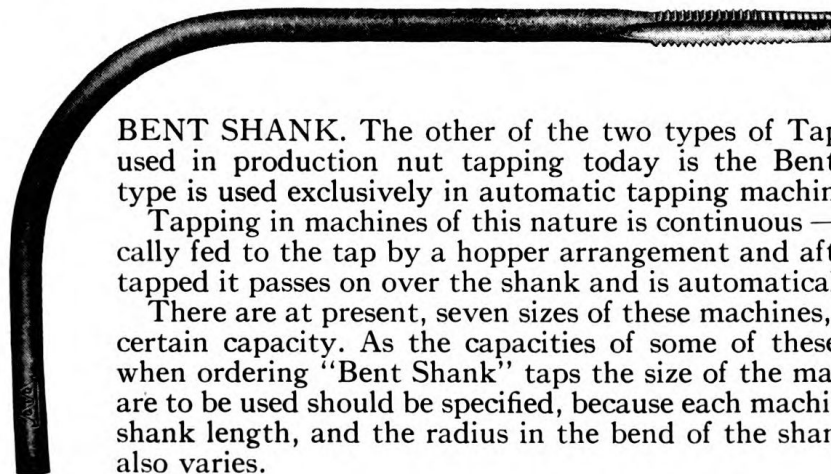 BENT SHANK. The other of the two types of Tap
used in production nut tapping today is the Bent
type is used exclusively in automatic tapping machin
Tapping in machines of this nature is continuous —
cally fed to the tap by a hopper arrangement and aft
tapped it passes on over the shank and is automatica
There are at present, seven sizes of these machines,
certain capacity. As the capacities of some of these
when ordering "Bent Shank" taps the size of the ma
are to be used should be specified, because each machi
shank length, and the radius in the bend of the shan
also varies.